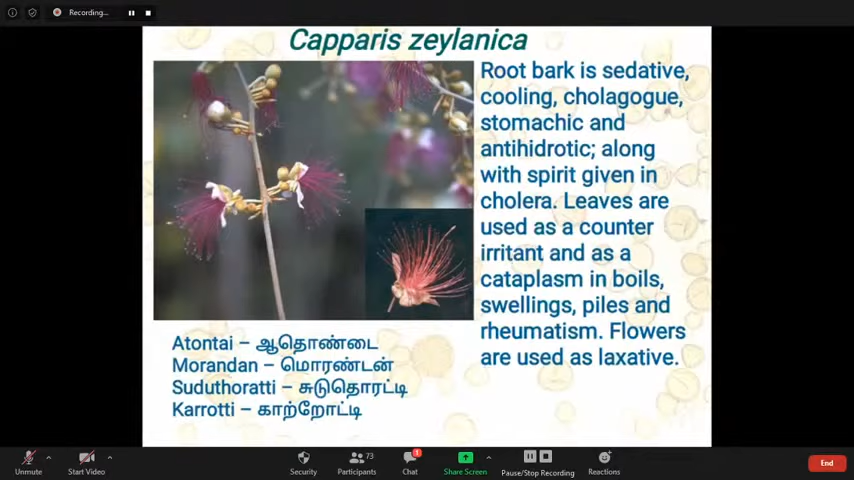 Recording...
Capparis zeylanica
Root bark is sedative,
cooling, cholagogue,
stomachic and
antihidrotic; along
with spirit given in
cholera. Leaves are
used as a counter
irritant and as a
cataplasm in boils,
swellings, piles and
rheumatism. Flowers
are used as laxative.
Atontai – ஆதொண்டை
Morandan – மொரண்டன்
Suduthoratti – சுடுதொரட்டி
Karrotti – காற்றோட்டி
Unmute
Start Video
Security
73
Participants
1
Chat
Share Screen
Pause/Stop Recording
Reactions
End